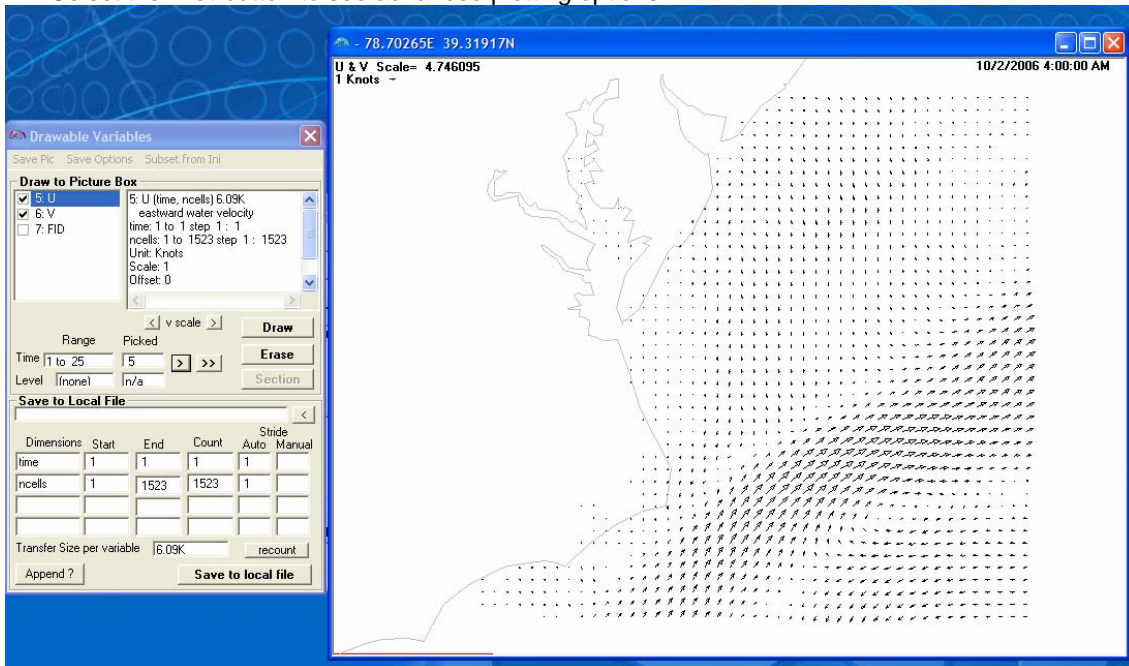 - 78.70265E 39.31917N
U & V Scale= 4.746095
10/2/2006 4:00:00 AM
1 Knots
Drawable Variables
Save Pic Save Options Subset from Ini
Draw to Picture Box
5: U
6: V
7: FID
5: U (time, ncells) 6.09K
eastward water velocity
time: 1 to 1 step 1 : 1
ncells: 1 to 1523 step 1 : 1523
Unit: Knots
Scale: 1
Offset: 0
< v scale >
Draw
Range Picked
Erase
Time 1 to 25 5 > >>
Level (none) n/a
Section
Save to Local File
<
Stride
Dimensions Start End Count Auto Manual
time 1 1 1 1
ncells 1 1523 1523 1
Transfer Size per variable 6.09K recount
Append ? Save to local file